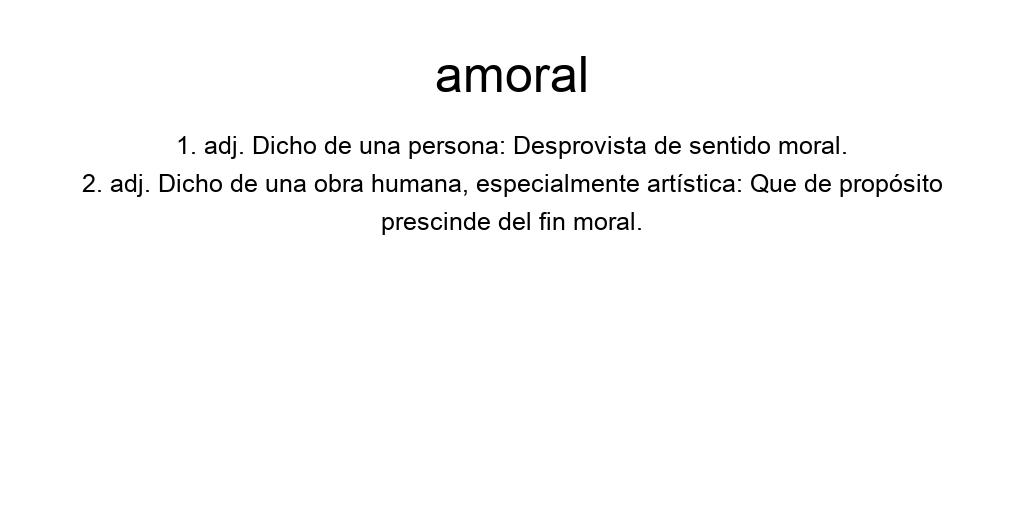 amoral
1. adj. Dicho de una persona: Desprovista de sentido moral.
2. adj. Dicho de una obra humana, especialmente artística: Que de propósito
prescinde del fin moral.